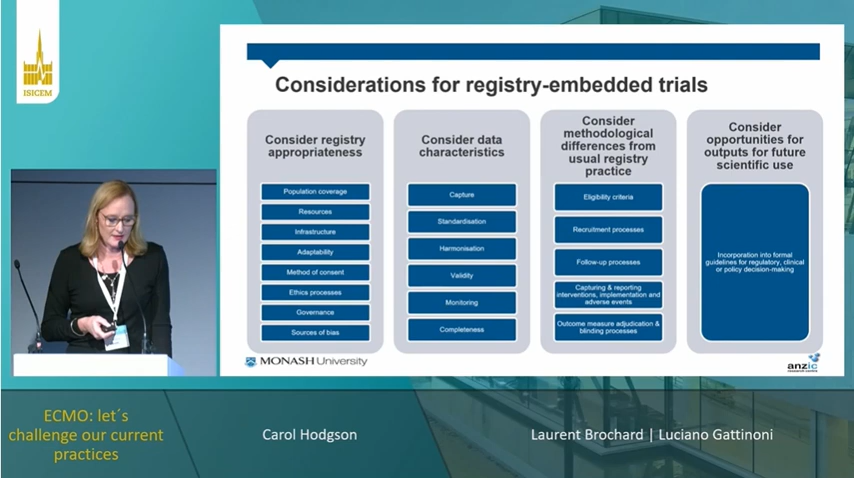 ISICEM
Considerations for registry-embedded trials
Consider registry
appropriateness
Population coverage
Resources
Infrastructure
Adaptability
Method of consent
Ethics processes
Governance
Sources of bias
Consider data
characteristics
Capture
Standardisation
Harmonisation
Validity
Monitoring
Completeness
Consider
methodological
differences from
usual registry
practice
Eligibility criteria
Recruitment processes
Follow-up processes
Capturing & reporting
interventions, implementation and
adverse events
Outcome measure adjudication &
blinding processes
Consider
opportunities for
outputs for future
scientific use
Incorporation into formal
guidelines for regulatory, clinical
or policy decision-making
MONASH University
anzic
research centre
ECMO: let´s
challenge our current
practices
Carol Hodgson
Laurent Brochard | Luciano Gattinoni